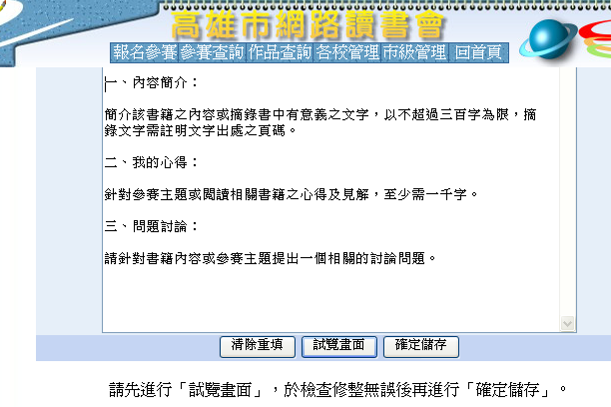 高雄市網路讀書會
報名參賽 參賽查詢 作品查詢 各校管理 市級管理 回首頁
一、內容簡介：
簡介該書籍之內容或摘錄書中有意義之文字，以不超過三百字為限，摘
錄文字需註明文字出處之頁碼。
二、我的心得：
針對參賽主題或閱讀相關書籍之心得及見解，至少需一千字。
三、問題討論：
請針對書籍內容或參賽主題提出一個相關的討論問題。
清除重填 試覽畫面 確定儲存
請先進行「試覽畫面」，於檢查修整無誤後再進行「確定儲存」。